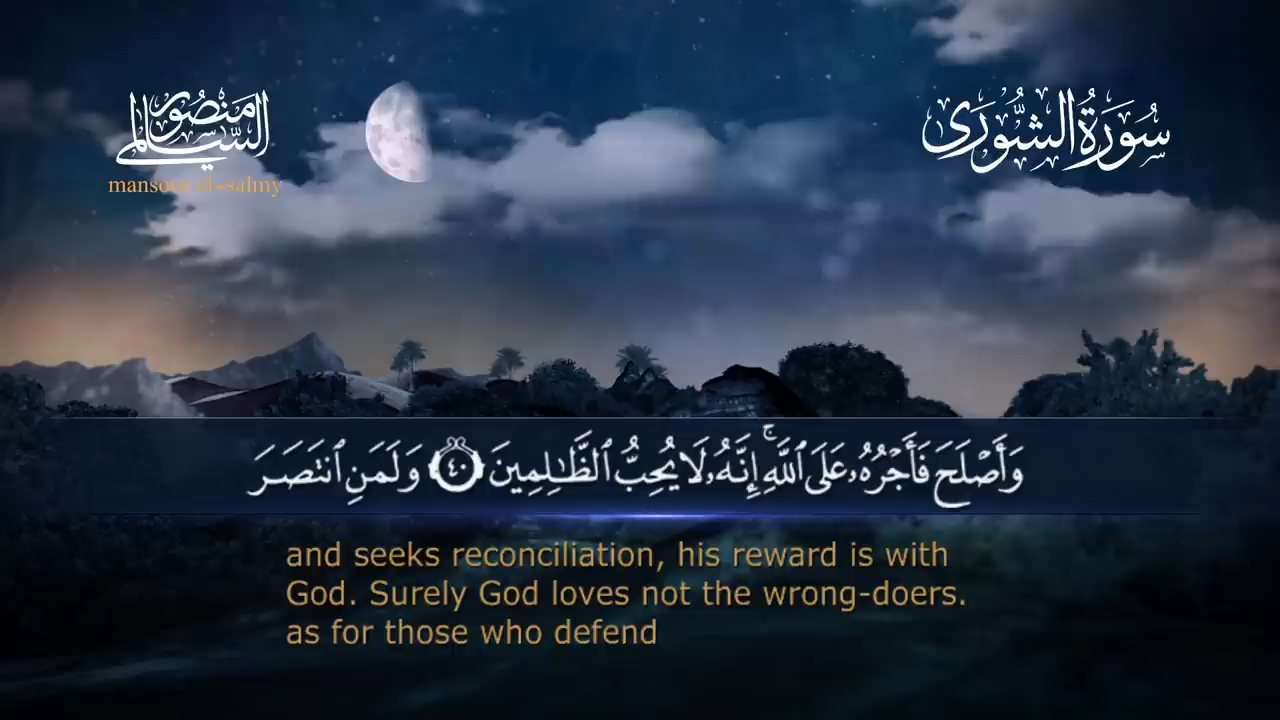 منصور السالمي
mansour al-salmy
سُورَةُ الشُّورَىٰ
وَأَصْلَحَ فَأَجْرُهُۥ عَلَى ٱللَّهِۚ إِنَّهُۥ لَا يُحِبُّ ٱلظَّـٰلِمِينَ ٤٠ وَلَمَنِ ٱنتَصَرَ
and seeks reconciliation, his reward is with
God. Surely God loves not the wrong-doers.
as for those who defend